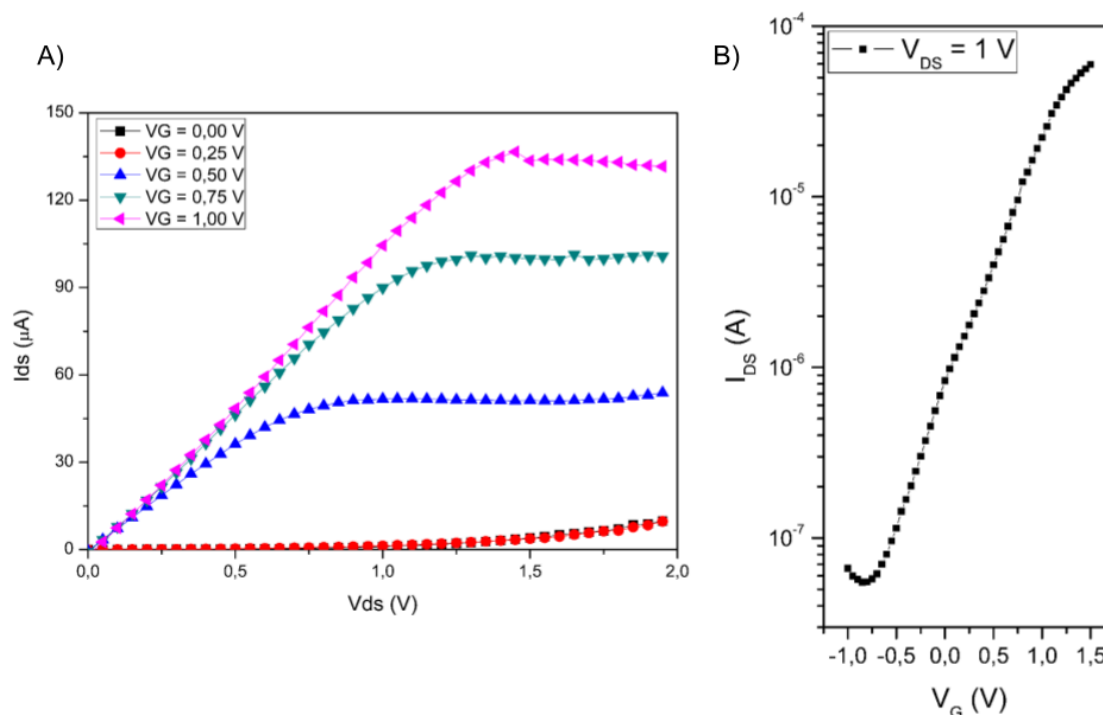 A)
150
120
90
60
30
0
Ids (µA)
VG = 0,00 V
VG = 0,25 V
VG = 0,50 V
VG = 0,75 V
VG = 1,00 V
0,0 0,5 1,0 1,5 2,0
Vds (V)
B)
10⁻⁴
10⁻⁵
10⁻⁶
10⁻⁷
I_DS (A)
V_DS = 1 V
-1,0 -0,5 0,0 0,5 1,0 1,5
V_G (V)